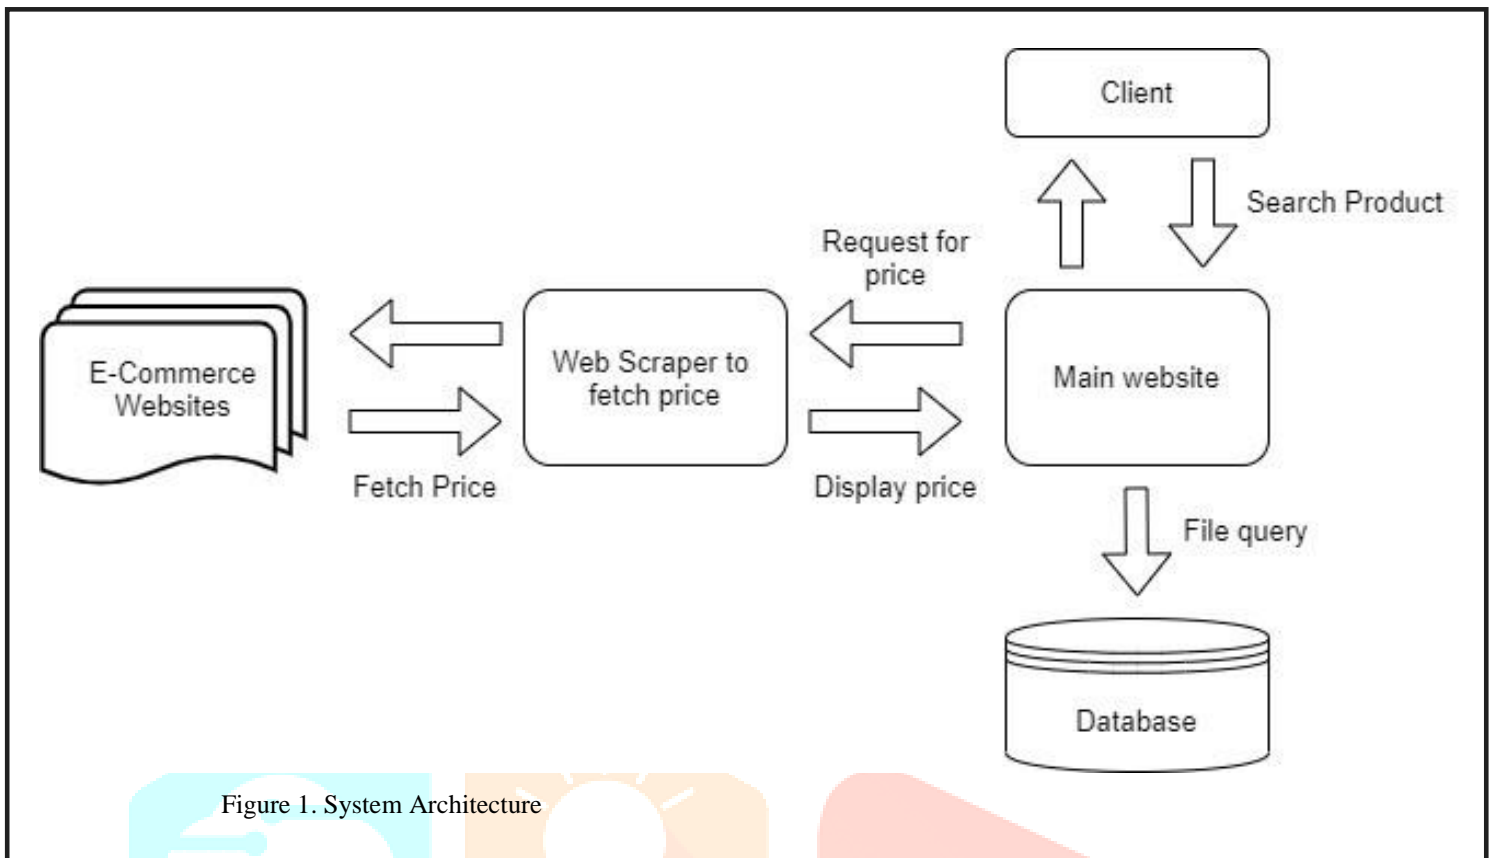 Client
Search Product
Request for
price
E-Commerce
Websites
Web Scraper to
fetch price
Main website
Fetch Price
Display price
File query
Database
Figure 1. System Architecture